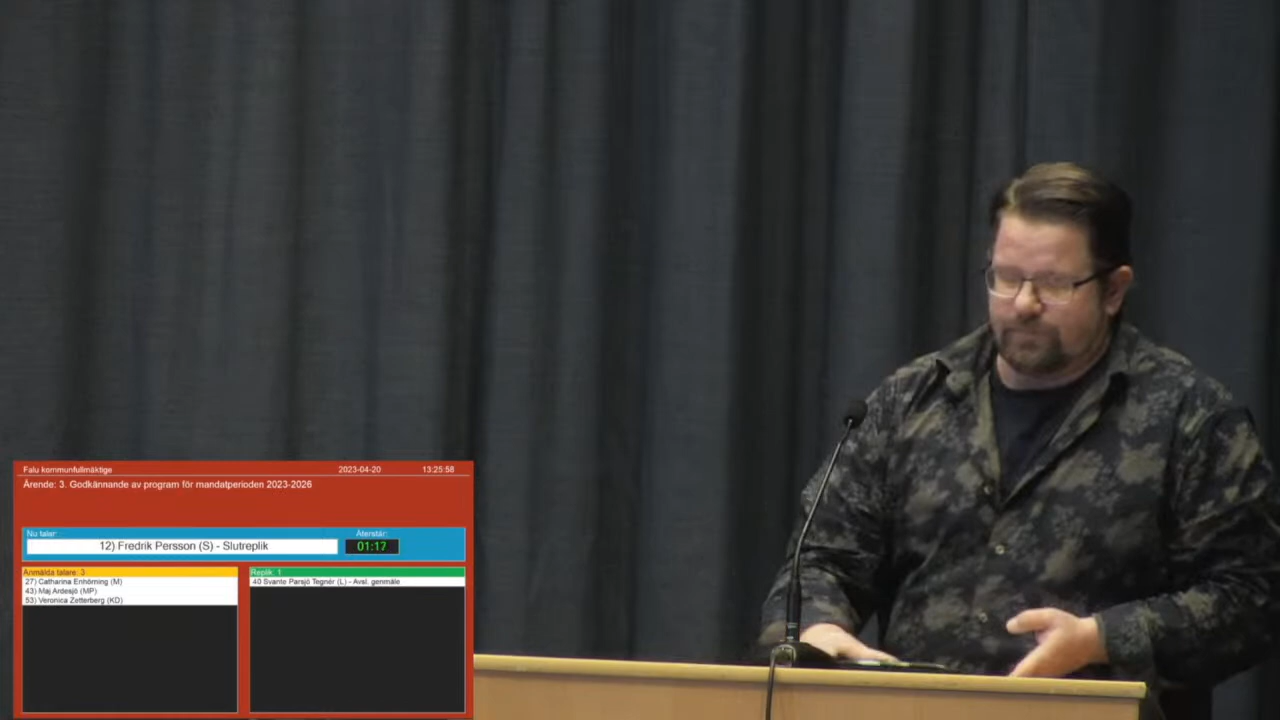 Falu kommunfullmäktige 2023-04-20 13:25:58
Ärende: 3. Godkännande av program för mandatperioden 2023-2026
Nu talar: Återstår:
12) Fredrik Persson (S) - Slutreplik 01:17
Anmälda talare: 3
27) Catharina Enhörning (M)
43) Maj Ardesjö (MP)
53) Veronica Zetterberg (KD)
Replik: 1
40 Svante Parsjö Tegnér (L) - Avsl. genmäle